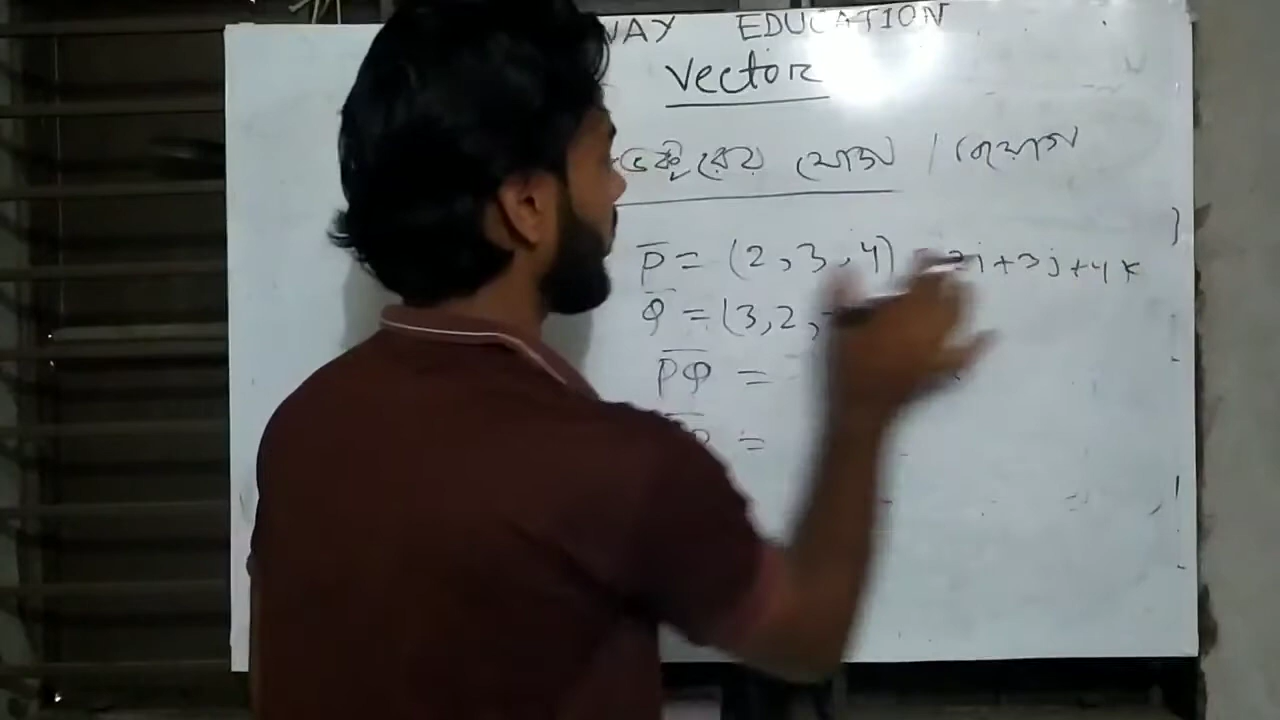 WAY EDUCATION
Vector
ভেক্টরের যোগ / বিয়োগ
P = (2, 3, 4) = 2i + 3j + 4k
Q = (3, 2,
PQ =
=